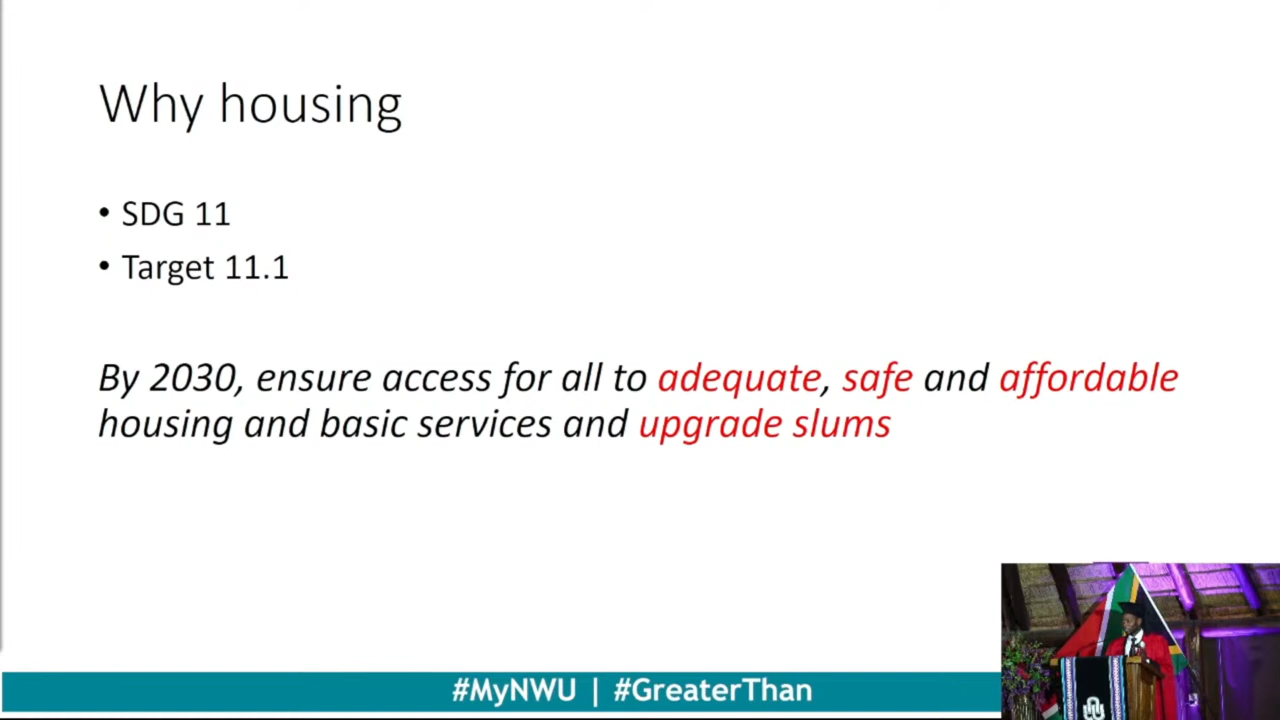 Why housing
• SDG 11
• Target 11.1
By 2030, ensure access for all to adequate, safe and affordable
housing and basic services and upgrade slums
#MyNWU | #GreaterThan